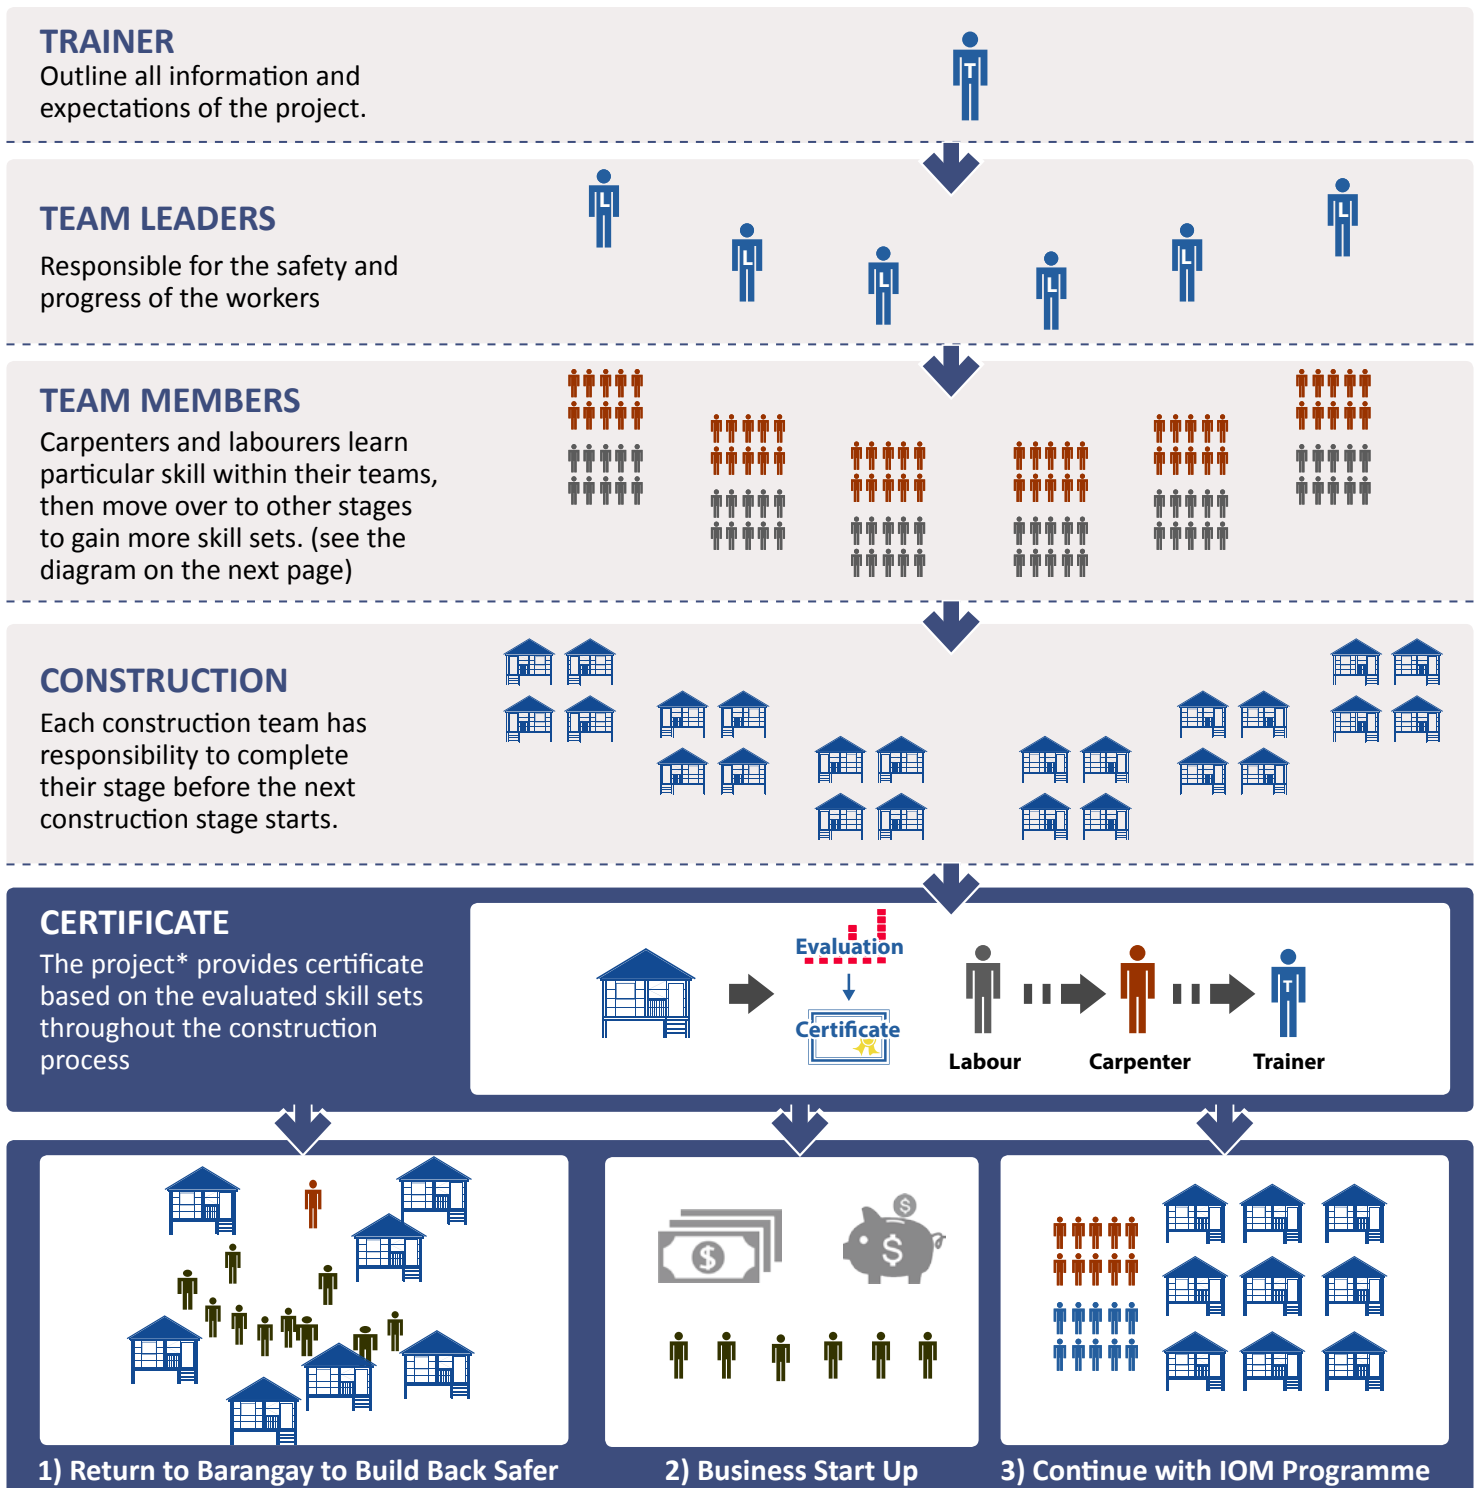 TRAINER
Outline all information and
expectations of the project.
T
TEAM LEADERS
Responsible for the safety and
progress of the workers
L
L
L
L
L
L
TEAM MEMBERS
Carpenters and labourers learn
particular skill within their teams,
then move over to other stages
to gain more skill sets. (see the
diagram on the next page)
CONSTRUCTION
Each construction team has
responsibility to complete
their stage before the next
construction stage starts.
CERTIFICATE
The project* provides certificate
based on the evaluated skill sets
throughout the construction
process
Evaluation
Certificate
T
Labour
Carpenter
Trainer
$
$
$
1) Return to Barangay to Build Back Safer
2) Business Start Up
3) Continue with IOM Programme